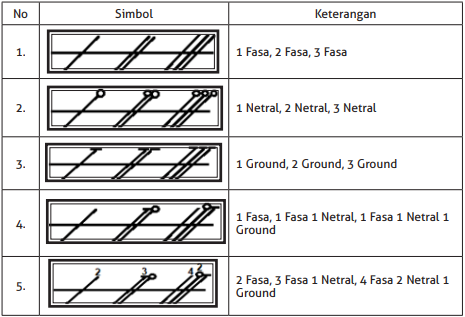 No Simbol Keterangan
1. 1 Fasa, 2 Fasa, 3 Fasa
2. 1 Netral, 2 Netral, 3 Netral
3. 1 Ground, 2 Ground, 3 Ground
4. 1 Fasa, 1 Fasa 1 Netral, 1 Fasa 1 Netral 1
Ground
5. 2 3 4 2 2 Fasa, 3 Fasa 1 Netral, 4 Fasa 2 Netral 1
Ground